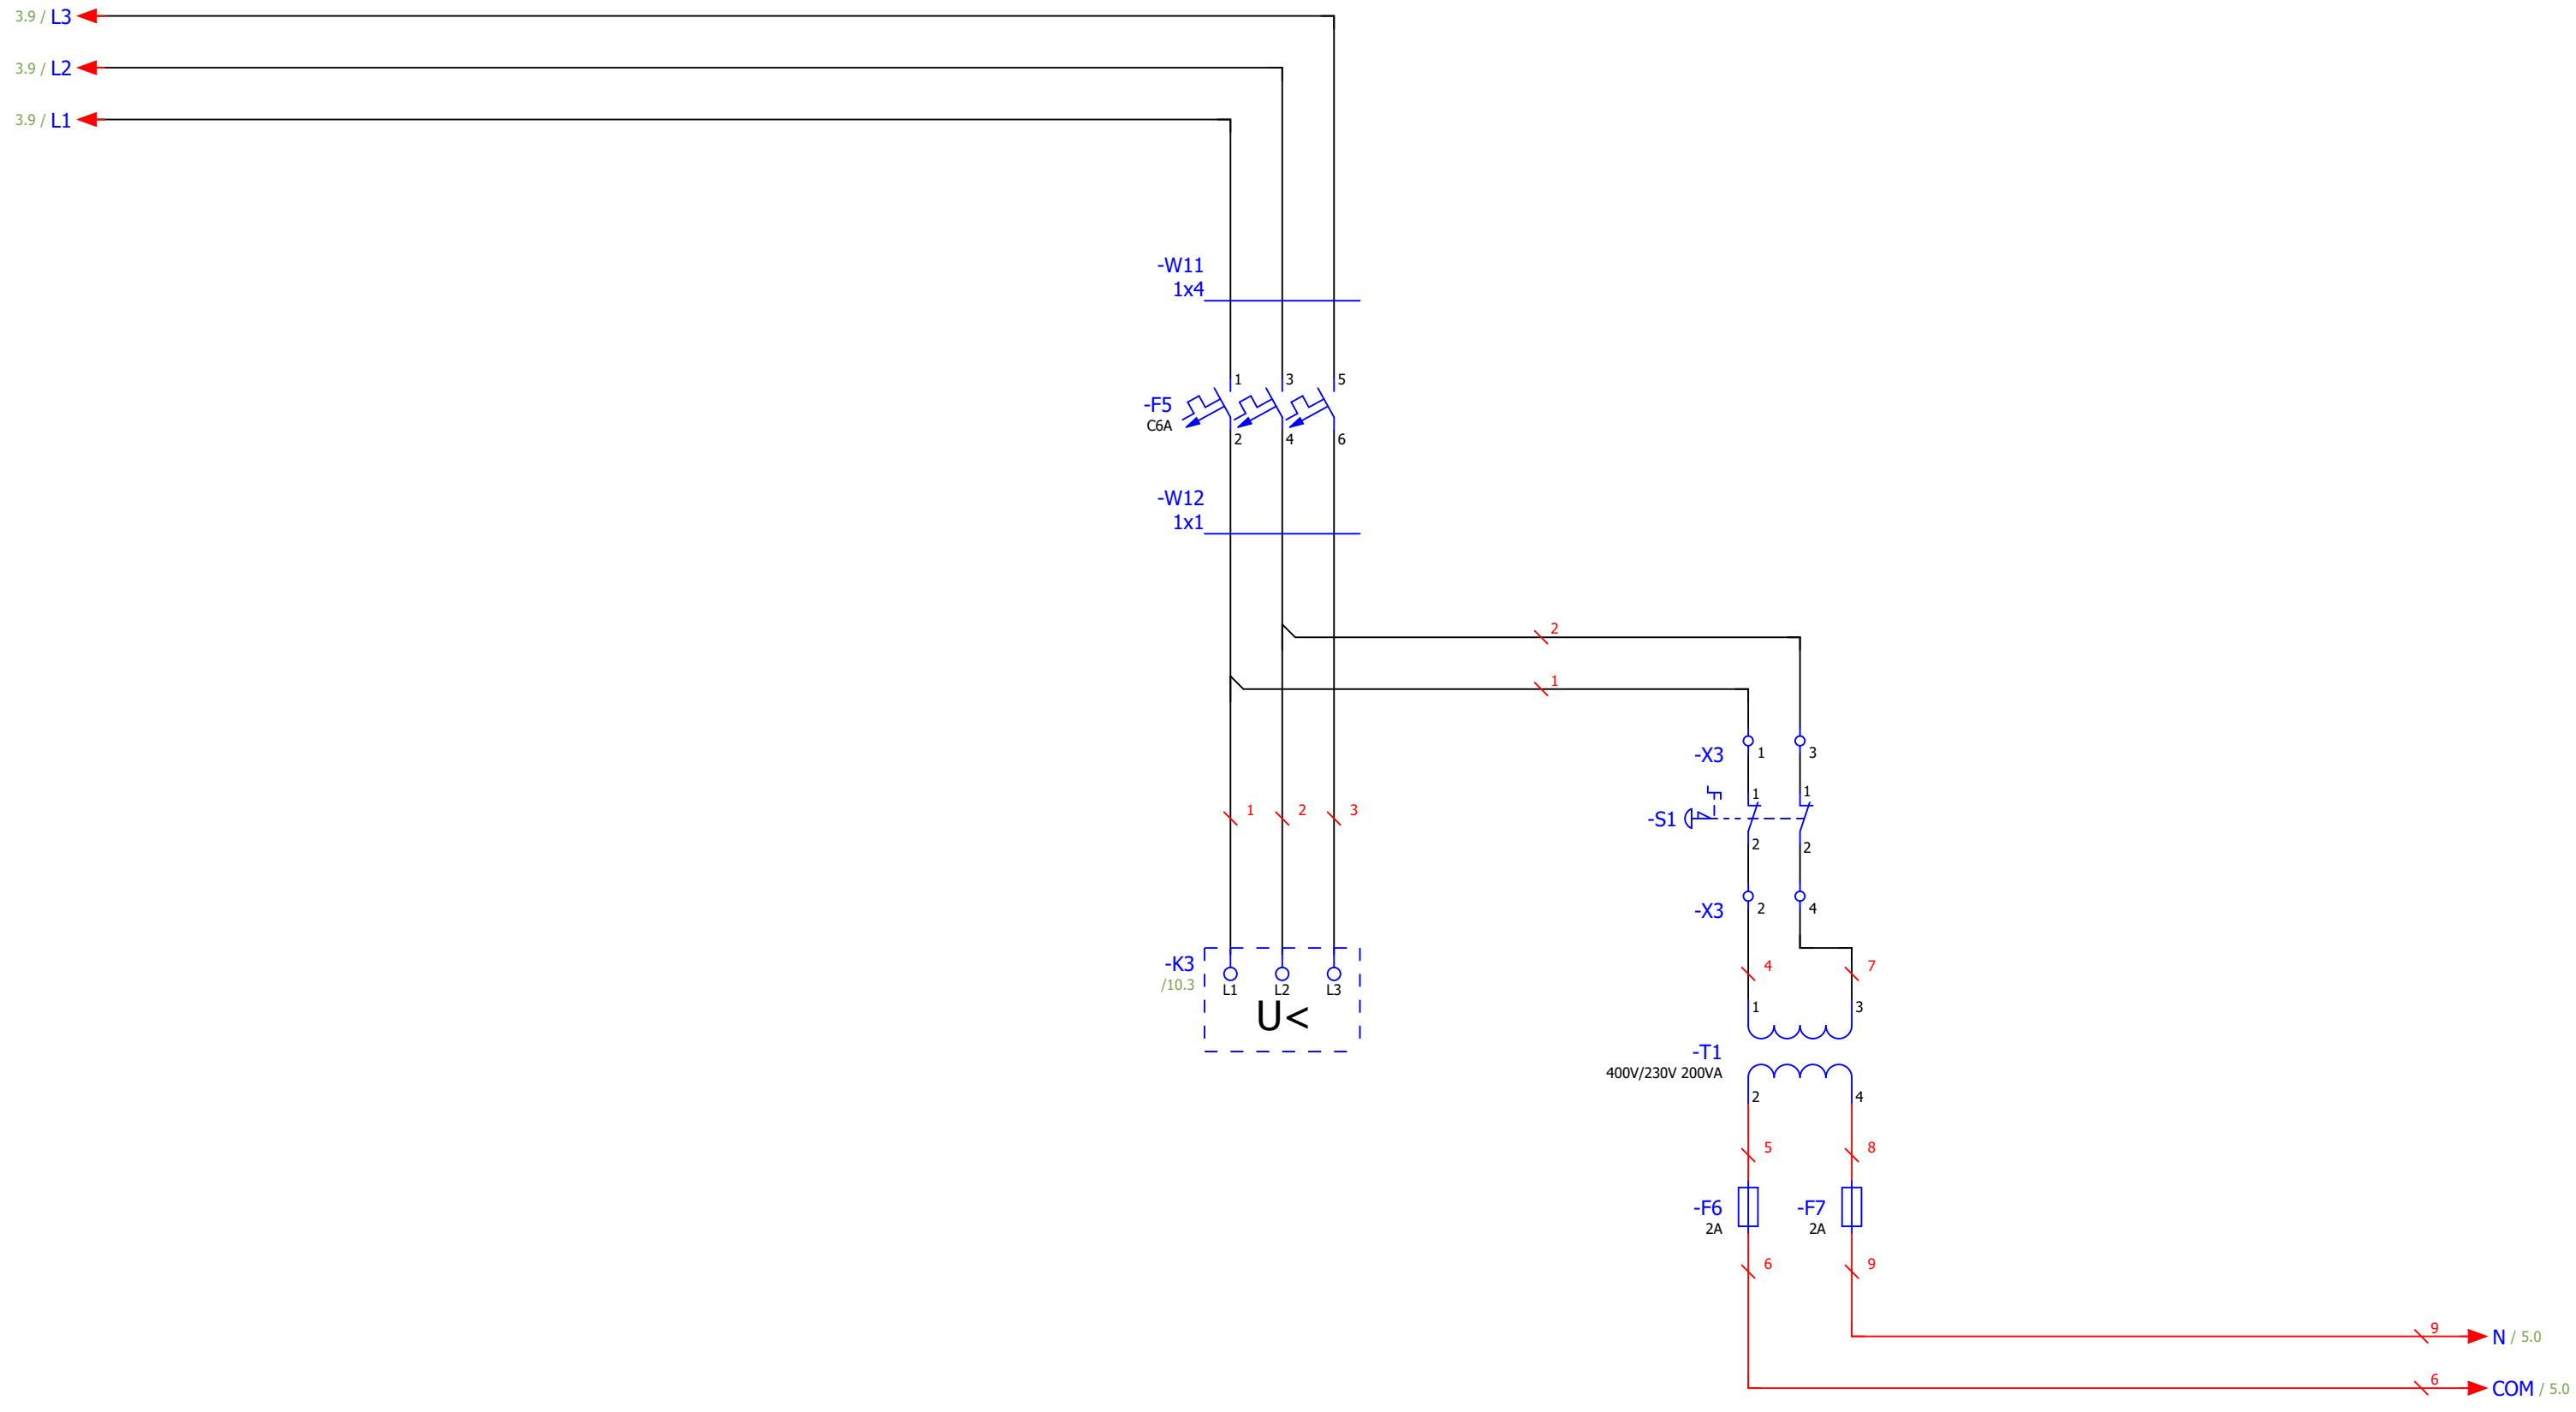 3.9 / L3
3.9 / L2
3.9 / L1
-W11
1x4
1 3 5
-F5
C6A
2 4 6
-W12
1x1
2
1
-X3 1 3
1 1
-S1
2 2
1 2 3
-X3 2 4
-K3
/10.3
L1 L2 L3
U<
4 7
1 3
-T1
400V/230V 200VA
2 4
5 8
-F6
2A
-F7
2A
6 9
9 N / 5.0
6 COM / 5.0